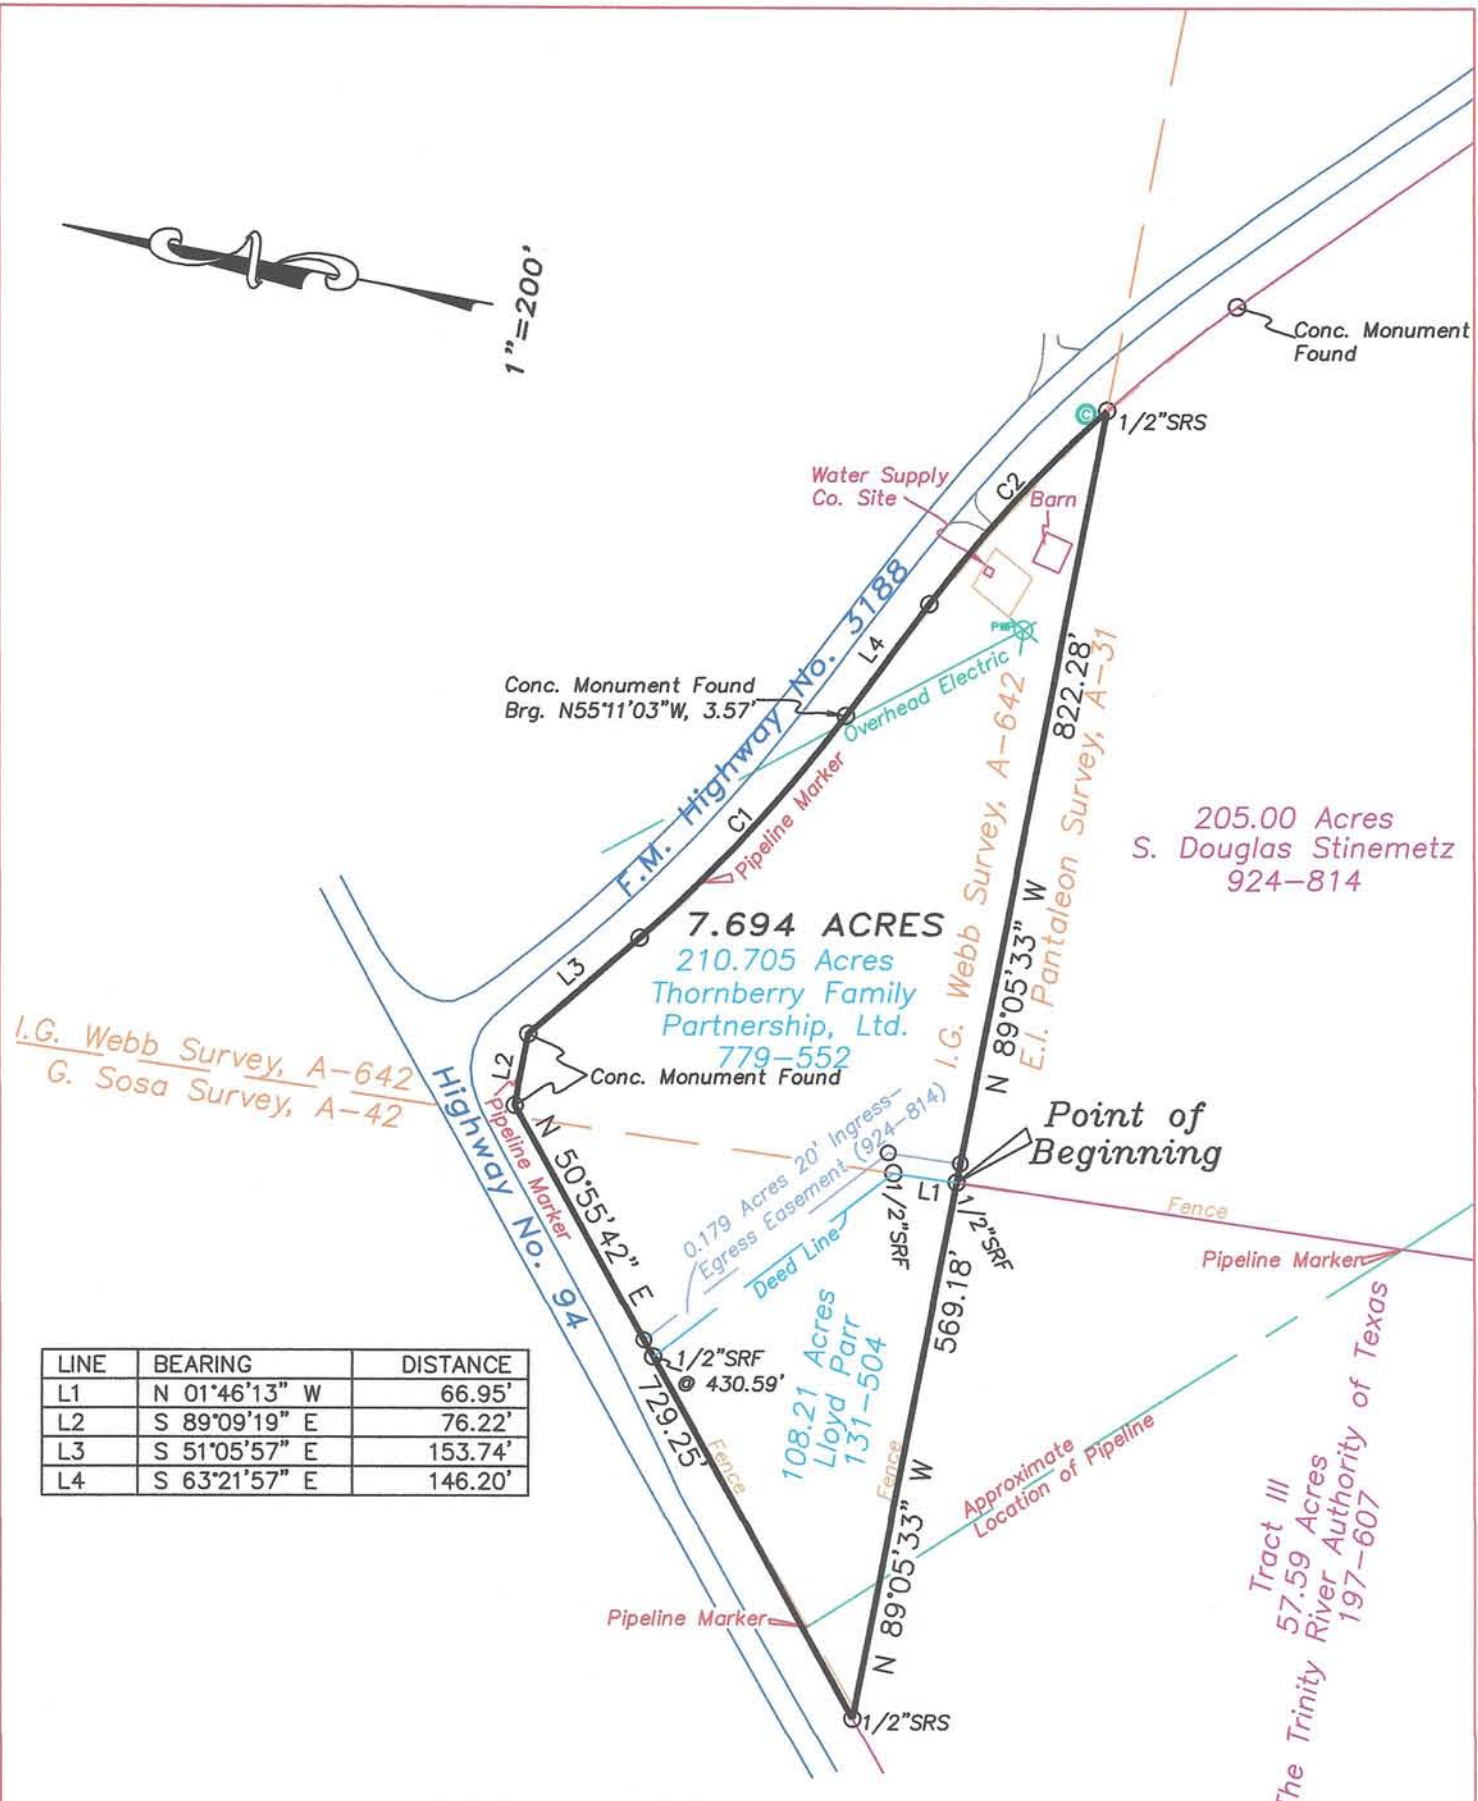 1"=200'
Conc. Monument
Found
1/2"SRS
C
Water Supply
Co. Site
C2
Barn
F.M. Highway No. 3188
L4
Conc. Monument Found
Brg. N55°11'03"W, 3.57'
Overhead Electric
C1
Pipeline Marker
822.28'
N 89°05'33" W
I.G. Webb Survey, A-642
E.I. Pantaleon Survey, A-31
205.00 Acres
S. Douglas Stinemetz
924-814
7.694 ACRES
210.705 Acres
Thornberry Family
Partnership, Ltd.
779-552
L3
I.G. Webb Survey, A-642
G. Sosa Survey, A-42
L2
Conc. Monument Found
Pipeline Marker
Highway No. 94
N 50°55'42" E
729.25'
0.179 Acres 20' Ingress-
Egress Easement (924-814)
Deed Line
Point of
Beginning
L1
1/2"SRF
1/2"SRF
Fence
Pipeline Marker
569.18'
N 89°05'33" W
1/2"SRF
@ 430.59'
108.21 Acres
Lloyd Parr
131-504
Fence
Fence
Approximate
Location of Pipeline
Tract III
57.59 Acres
The Trinity River Authority of Texas
197-607
Pipeline Marker
1/2"SRS
LINE BEARING DISTANCE
L1 N 01°46'13" W 66.95'
L2 S 89°09'19" E 76.22'
L3 S 51°05'57" E 153.74'
L4 S 63°21'57" E 146.20'